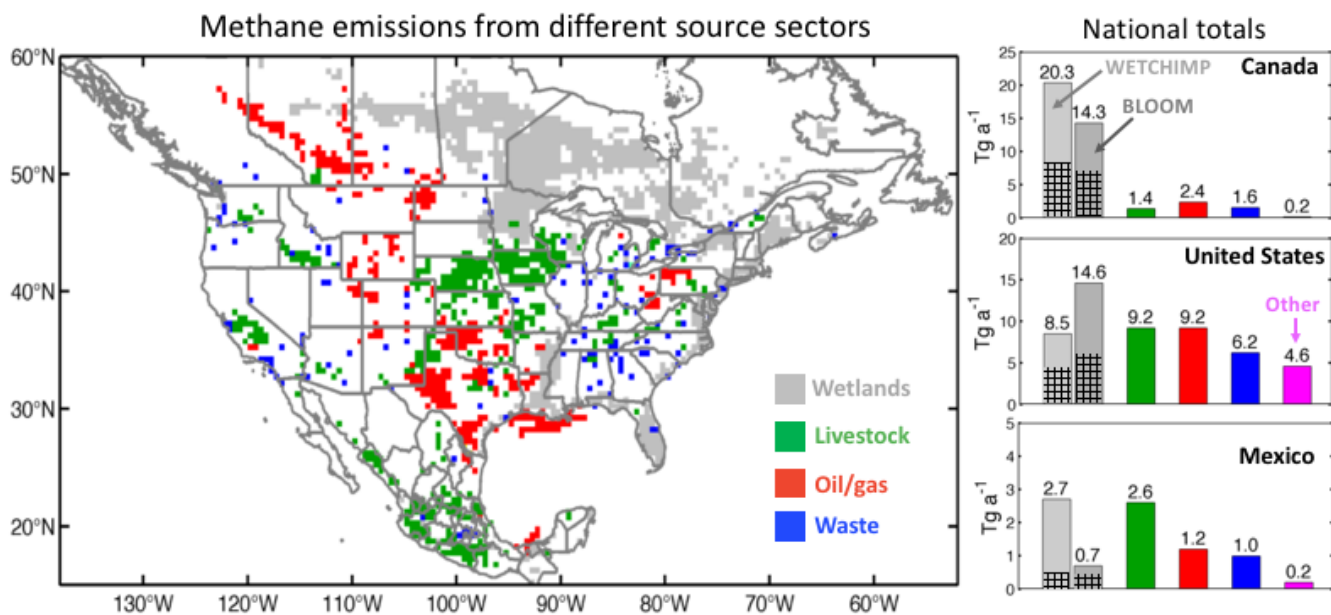 Methane emissions from different source sectors
60°N
50°N
40°N
30°N
20°N
130°W 120°W 110°W 100°W 90°W 80°W 70°W 60°W
Wetlands
Livestock
Oil/gas
Waste
National totals
25
20
15
10
5
0
Tg a⁻¹
20.3
WETCHIMP
Canada
14.3
BLOOM
1.4
2.4
1.6
0.2
20
15
10
5
0
Tg a⁻¹
United States
8.5
14.6
9.2
9.2
6.2
Other
4.6
5
4
3
2
1
0
Tg a⁻¹
Mexico
2.7
0.7
2.6
1.2
1.0
0.2